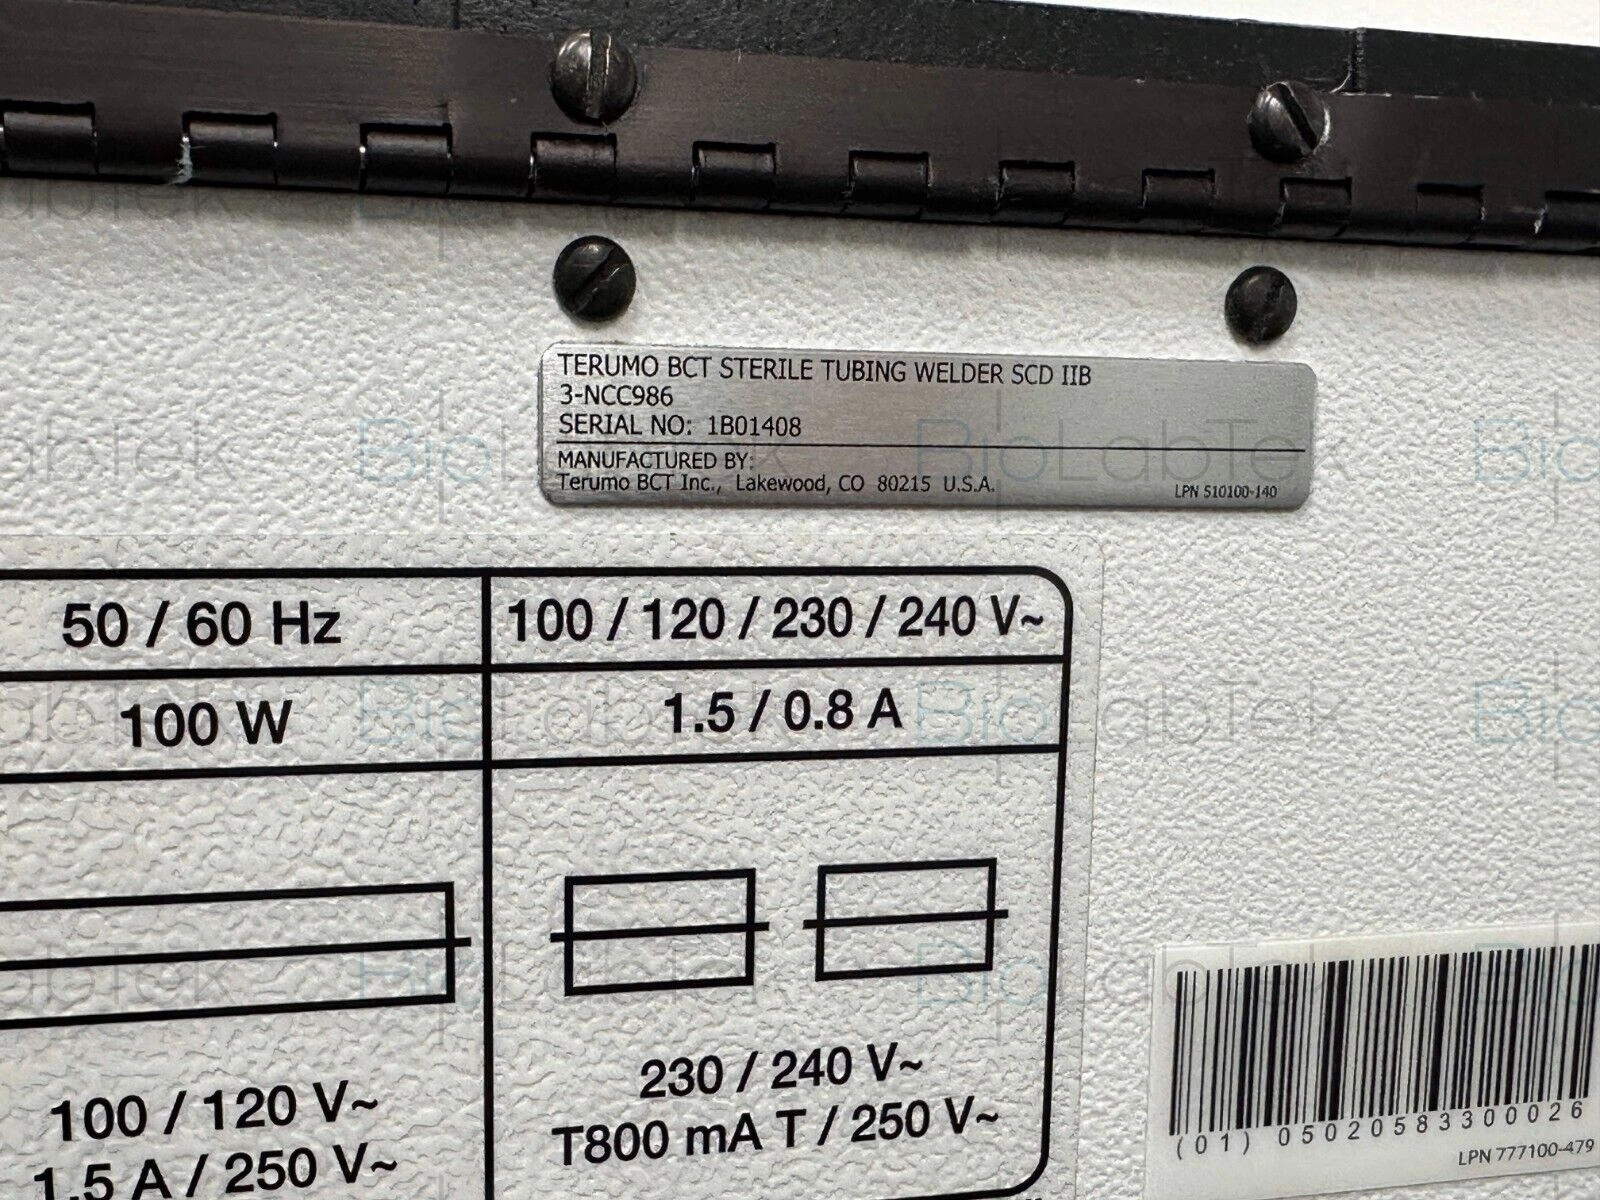 TERUMO BCT STERILE TUBING WELDER SCD IIB
3-NCC986
SERIAL NO: 1B01408
MANUFACTURED BY:
Terumo BCT Inc., Lakewood, CO 80215 U.S.A.
LPN 510100-140
50 / 60 Hz
100 / 120 / 230 / 240 V~
100 W
1.5 / 0.8 A
100 / 120 V~
1.5 A / 250 V~
230 / 240 V~
T800 mA T / 250 V~
(01) 05020583300026
LPN 777100-479
BioLabTek